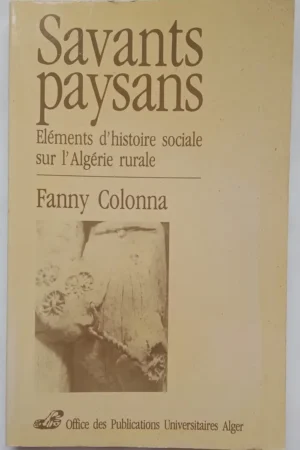 Savants
paysans
Eléments d'histoire sociale
sur l'Algérie rurale
Fanny Colonna
Office des Publications Universitaires Alger